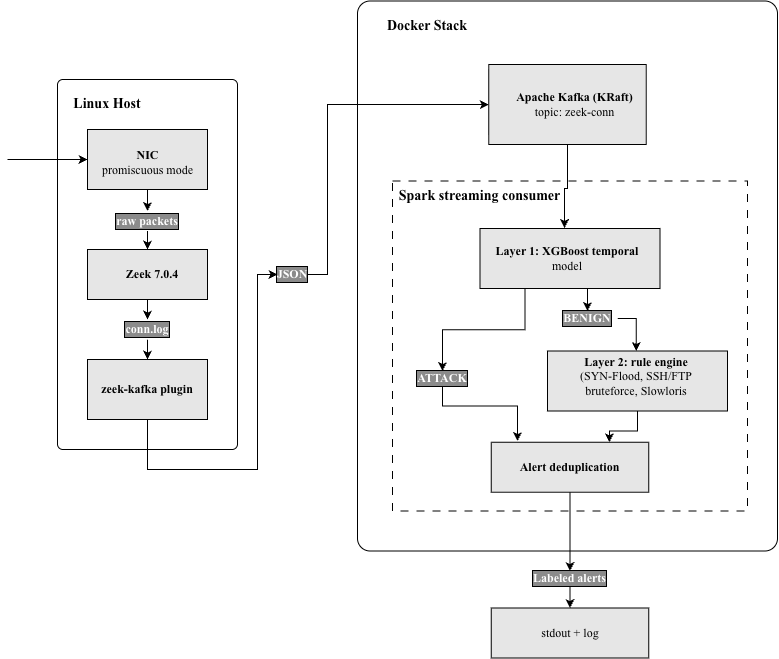 Docker Stack
Linux Host
Apache Kafka (KRaft)
topic: zeek-conn
NIC
promiscuous mode
raw packets
Spark streaming consumer
Layer 1: XGBoost temporal
model
Zeek 7.0.4
JSON
BENIGN
conn.log
Layer 2: rule engine
(SYN-Flood, SSH/FTP
bruteforce, Slowloris
ATTACK
zeek-kafka plugin
Alert deduplication
Labeled alerts
stdout + log